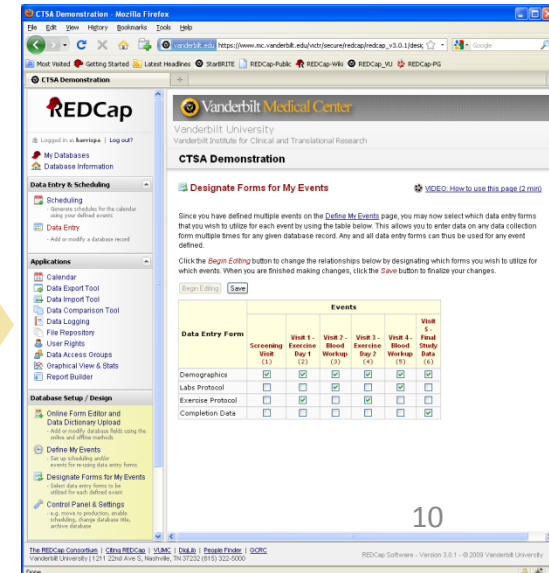 CTSA Demonstration - Mozilla Firefox
File Edit View History Bookmarks Tools Help
vanderbilt.edu https://www.mc.vanderbilt.edu/victr/secure/redcap/redcap_v3.0.1/desig
Google
Most Visited Getting Started Latest Headlines StarBRITE REDCap-Public REDCap-Wiki REDCap_VU REDCap-PG
CTSA Demonstration
REDCap
Logged in as harrispa | Log out?
My Databases
Database Information
Data Entry & Scheduling
Scheduling
- Generate schedules for the calendar
using your defined events
Data Entry
- Add or modify a database record
Applications
Calendar
Data Export Tool
Data Import Tool
Data Comparison Tool
Data Logging
File Repository
User Rights
Data Access Groups
Graphical View & Stats
Report Builder
Database Setup / Design
Online Form Editor and
Data Dictionary Upload
- Add or modify database fields using the
online and offline methods
Define My Events
- Set up scheduling and/or
events for re-using data entry forms
Designate Forms for My Events
- Select data entry forms to be
utilized for each defined event
Control Panel & Settings
- e.g. move to production, enable
scheduling, change database title,
archive database
Vanderbilt Medical Center
Vanderbilt University
Vanderbilt Institute for Clinical and Translational Research
CTSA Demonstration
Designate Forms for My Events
VIDEO: How to use this page (2 min)
Since you have defined multiple events on the Define My Events page, you may now select which data entry forms
that you wish to utilize for each event by using the table below. This allows you to enter data on any data collection
form multiple times for any given database record. Any and all data entry forms can thus be used for any event
defined.
Click the Begin Editing button to change the relationships below by designating which forms you wish to utilize for
which events. When you are finished making changes, click the Save button to finalize your changes.
Begin Editing Save
Data Entry Form
Events
Screening Visit (1)
Visit 1 - Exercise Day 1 (2)
Visit 2 - Blood Workup (3)
Visit 3 - Exercise Day 2 (4)
Visit 4 - Blood Workup (5)
Visit 5 - Final Study Data (6)
Demographics
Labs Protocol
Exercise Protocol
Completion Data
10
The REDCap Consortium | Citing REDCap | VUMC | DigLib | People Finder | GCRC
Vanderbilt University | 1211 22nd Ave S, Nashville, TN 37232 (615) 322-5000
REDCap Software - Version 3.0.1 - © 2009 Vanderbilt University
Done